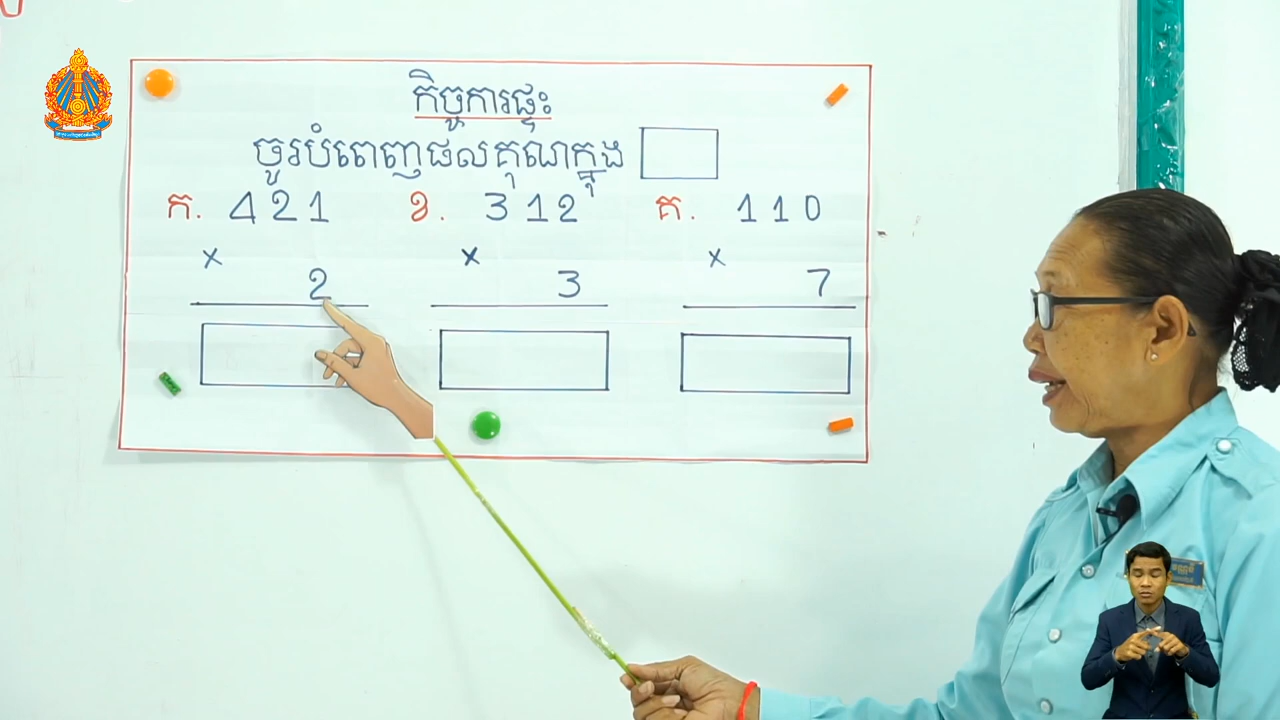 កិច្ចការផ្ទះ
ចូរបំពេញផលគុណក្នុង
ក. 421 ខ. 312 គ. 110
× × ×
2 3 7